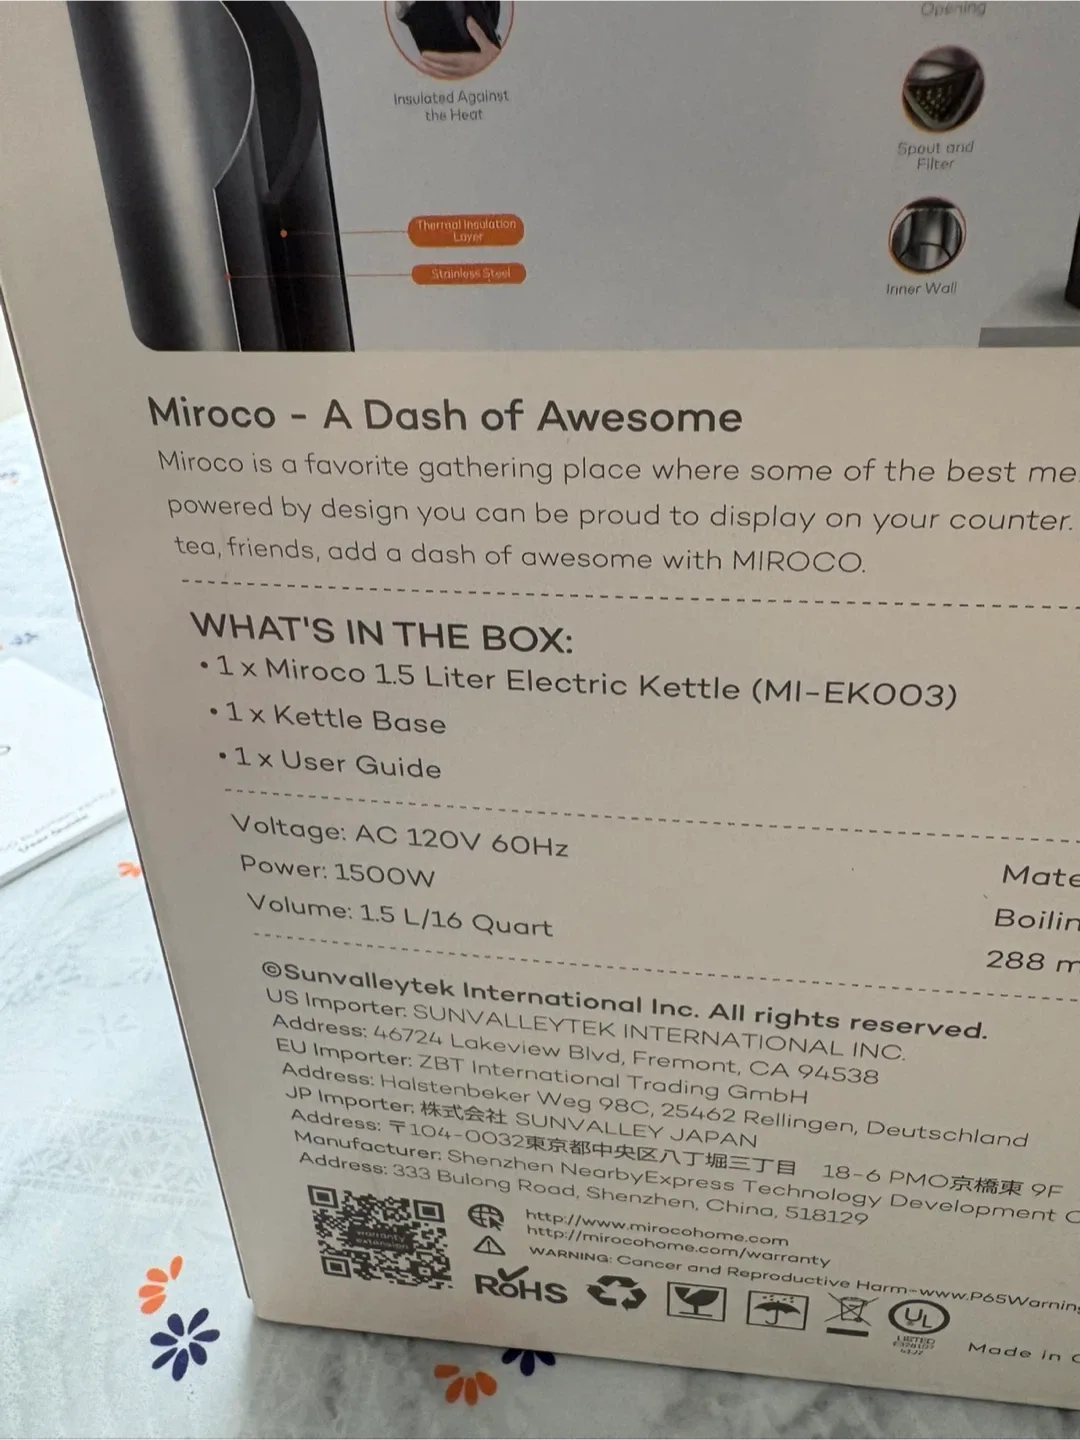 Opening
Insulated Against
the Heat
Spout and
Filter
Thermal Insulation
Layer
Stainless Steel
Inner Wall
Miroco - A Dash of Awesome
Miroco is a favorite gathering place where some of the best me
powered by design you can be proud to display on your counter.
tea, friends, add a dash of awesome with MIROCO.
WHAT'S IN THE BOX:
• 1 x Miroco 1.5 Liter Electric Kettle (MI-EK003)
• 1 x Kettle Base
• 1 x User Guide
Voltage: AC 120V 60Hz
Power: 1500W
Volume: 1.5 L/16 Quart
Mate
Boilin
288 m
©Sunvalleytek International Inc. All rights reserved.
US Importer: SUNVALLEYTEK INTERNATIONAL INC.
Address: 46724 Lakeview Blvd, Fremont, CA 94538
EU Importer: ZBT International Trading GmbH
Address: Halstenbeker Weg 98C, 25462 Rellingen, Deutschland
JP Importer: 株式会社 SUNVALLEY JAPAN
Address: 〒104-0032東京都中央区八丁堀三丁目 18-6 PMO京橋東 9F
Manufacturer: Shenzhen NearbyExpress Technology Development C
Address: 333 Bulong Road, Shenzhen, China, 518129
warranty
extension
http://www.mirocohome.com
http://mirocohome.com/warranty
WARNING: Cancer and Reproductive Harm-www.P65Warning
RoHS
UL
LISTED
Made in C